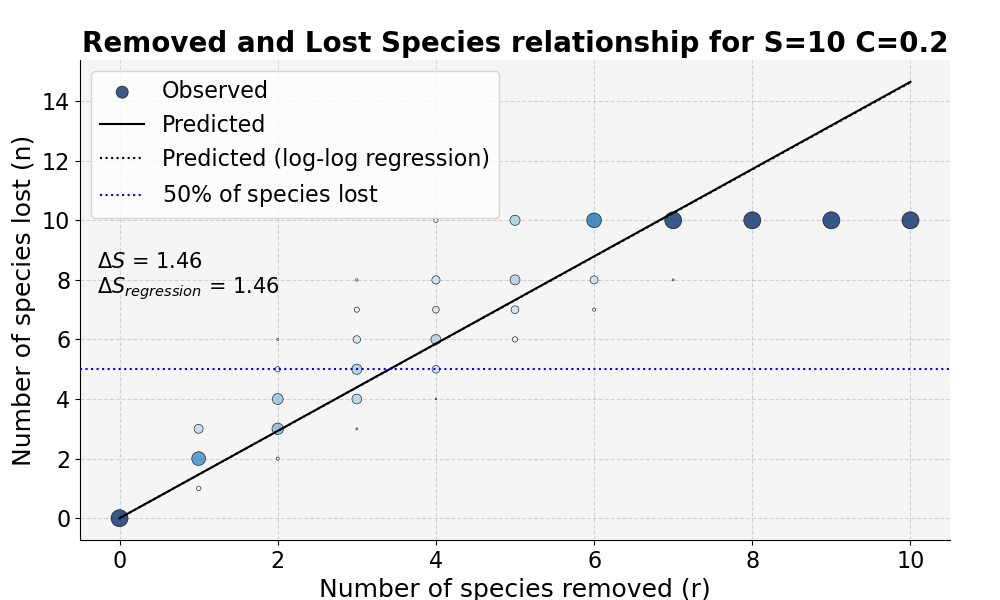 Removed and Lost Species relationship for S=10 C=0.2
Observed
Predicted
Predicted (log-log regression)
50% of species lost
ΔS = 1.46
ΔS_regression = 1.46
Number of species lost (n)
14
12
10
8
6
4
2
0
0 2 4 6 8 10
Number of species removed (r)